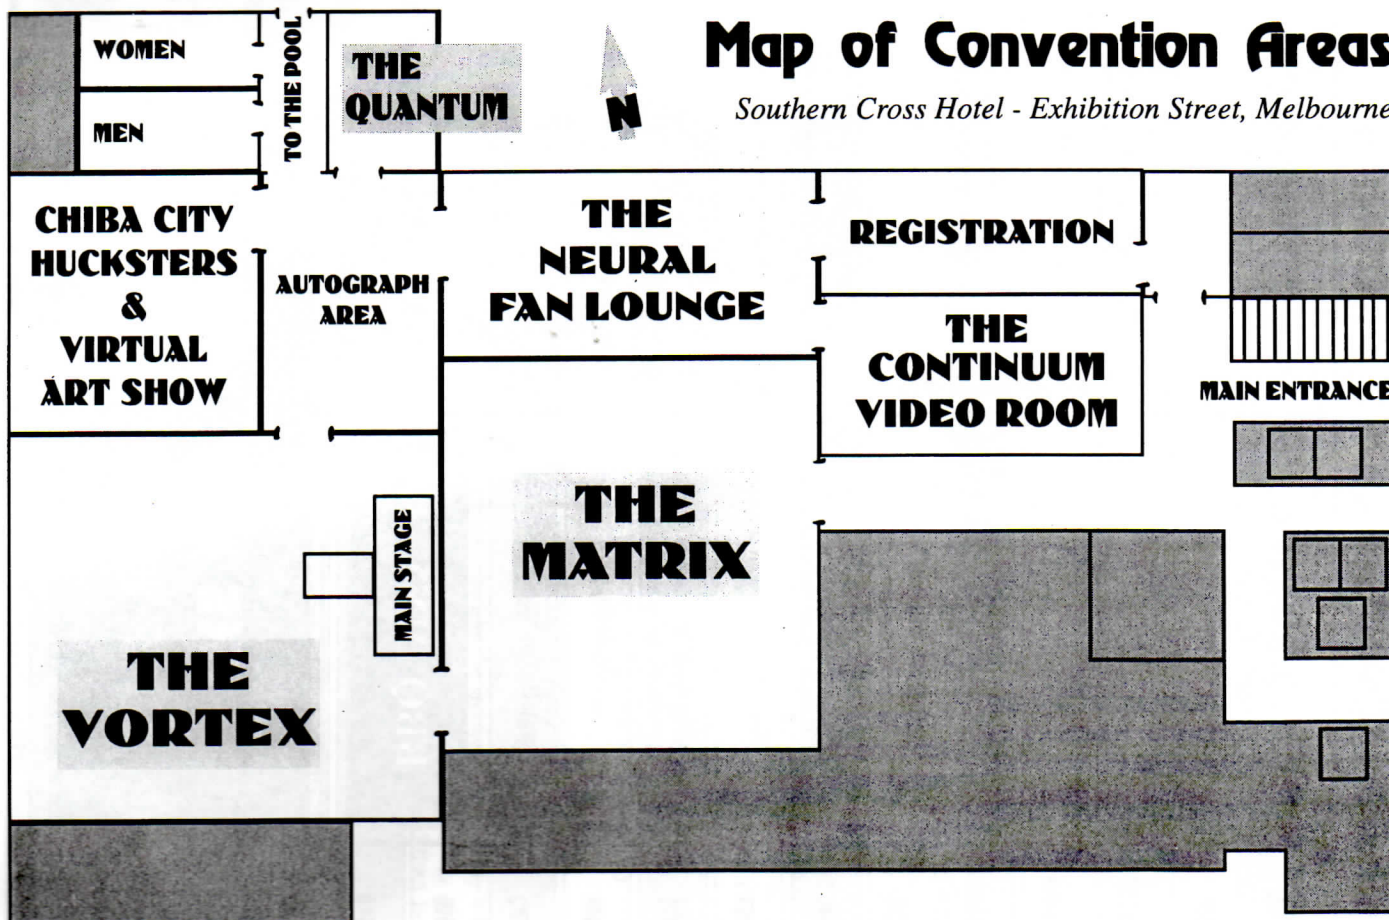 Map of Convention Areas
Southern Cross Hotel - Exhibition Street, Melbourne
WOMEN
MEN
TO THE POOL
THE
QUANTUM
N
CHIBA CITY
HUCKSTERS
&
VIRTUAL
ART SHOW
AUTOGRAPH
AREA
THE
NEURAL
FAN LOUNGE
REGISTRATION
THE
CONTINUUM
VIDEO ROOM
MAIN ENTRANCE
THE
MATRIX
MAIN STAGE
THE
VORTEX